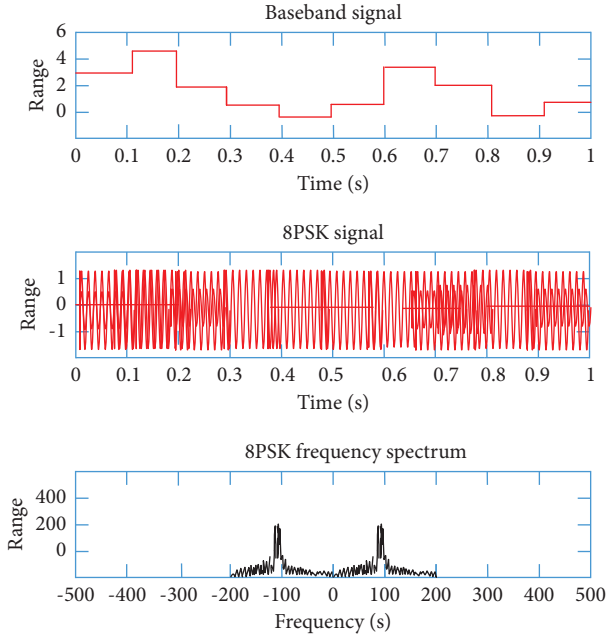 Baseband signal
6
4
2
0
Range
0 0.1 0.2 0.3 0.4 0.5 0.6 0.7 0.8 0.9 1
Time (s)
8PSK signal
1
0
-1
Range
0 0.1 0.2 0.3 0.4 0.5 0.6 0.7 0.8 0.9 1
Time (s)
8PSK frequency spectrum
400
200
0
Range
-500 -400 -300 -200 -100 0 100 200 300 400 500
Frequency (s)